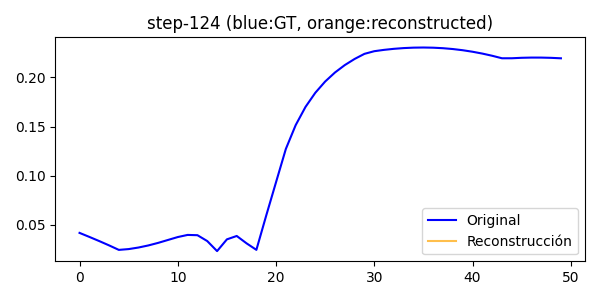 step-124 (blue:GT, orange:reconstructed)
0.20
0.15
0.10
0.05
0 10 20 30 40 50
Original
Reconstrucción